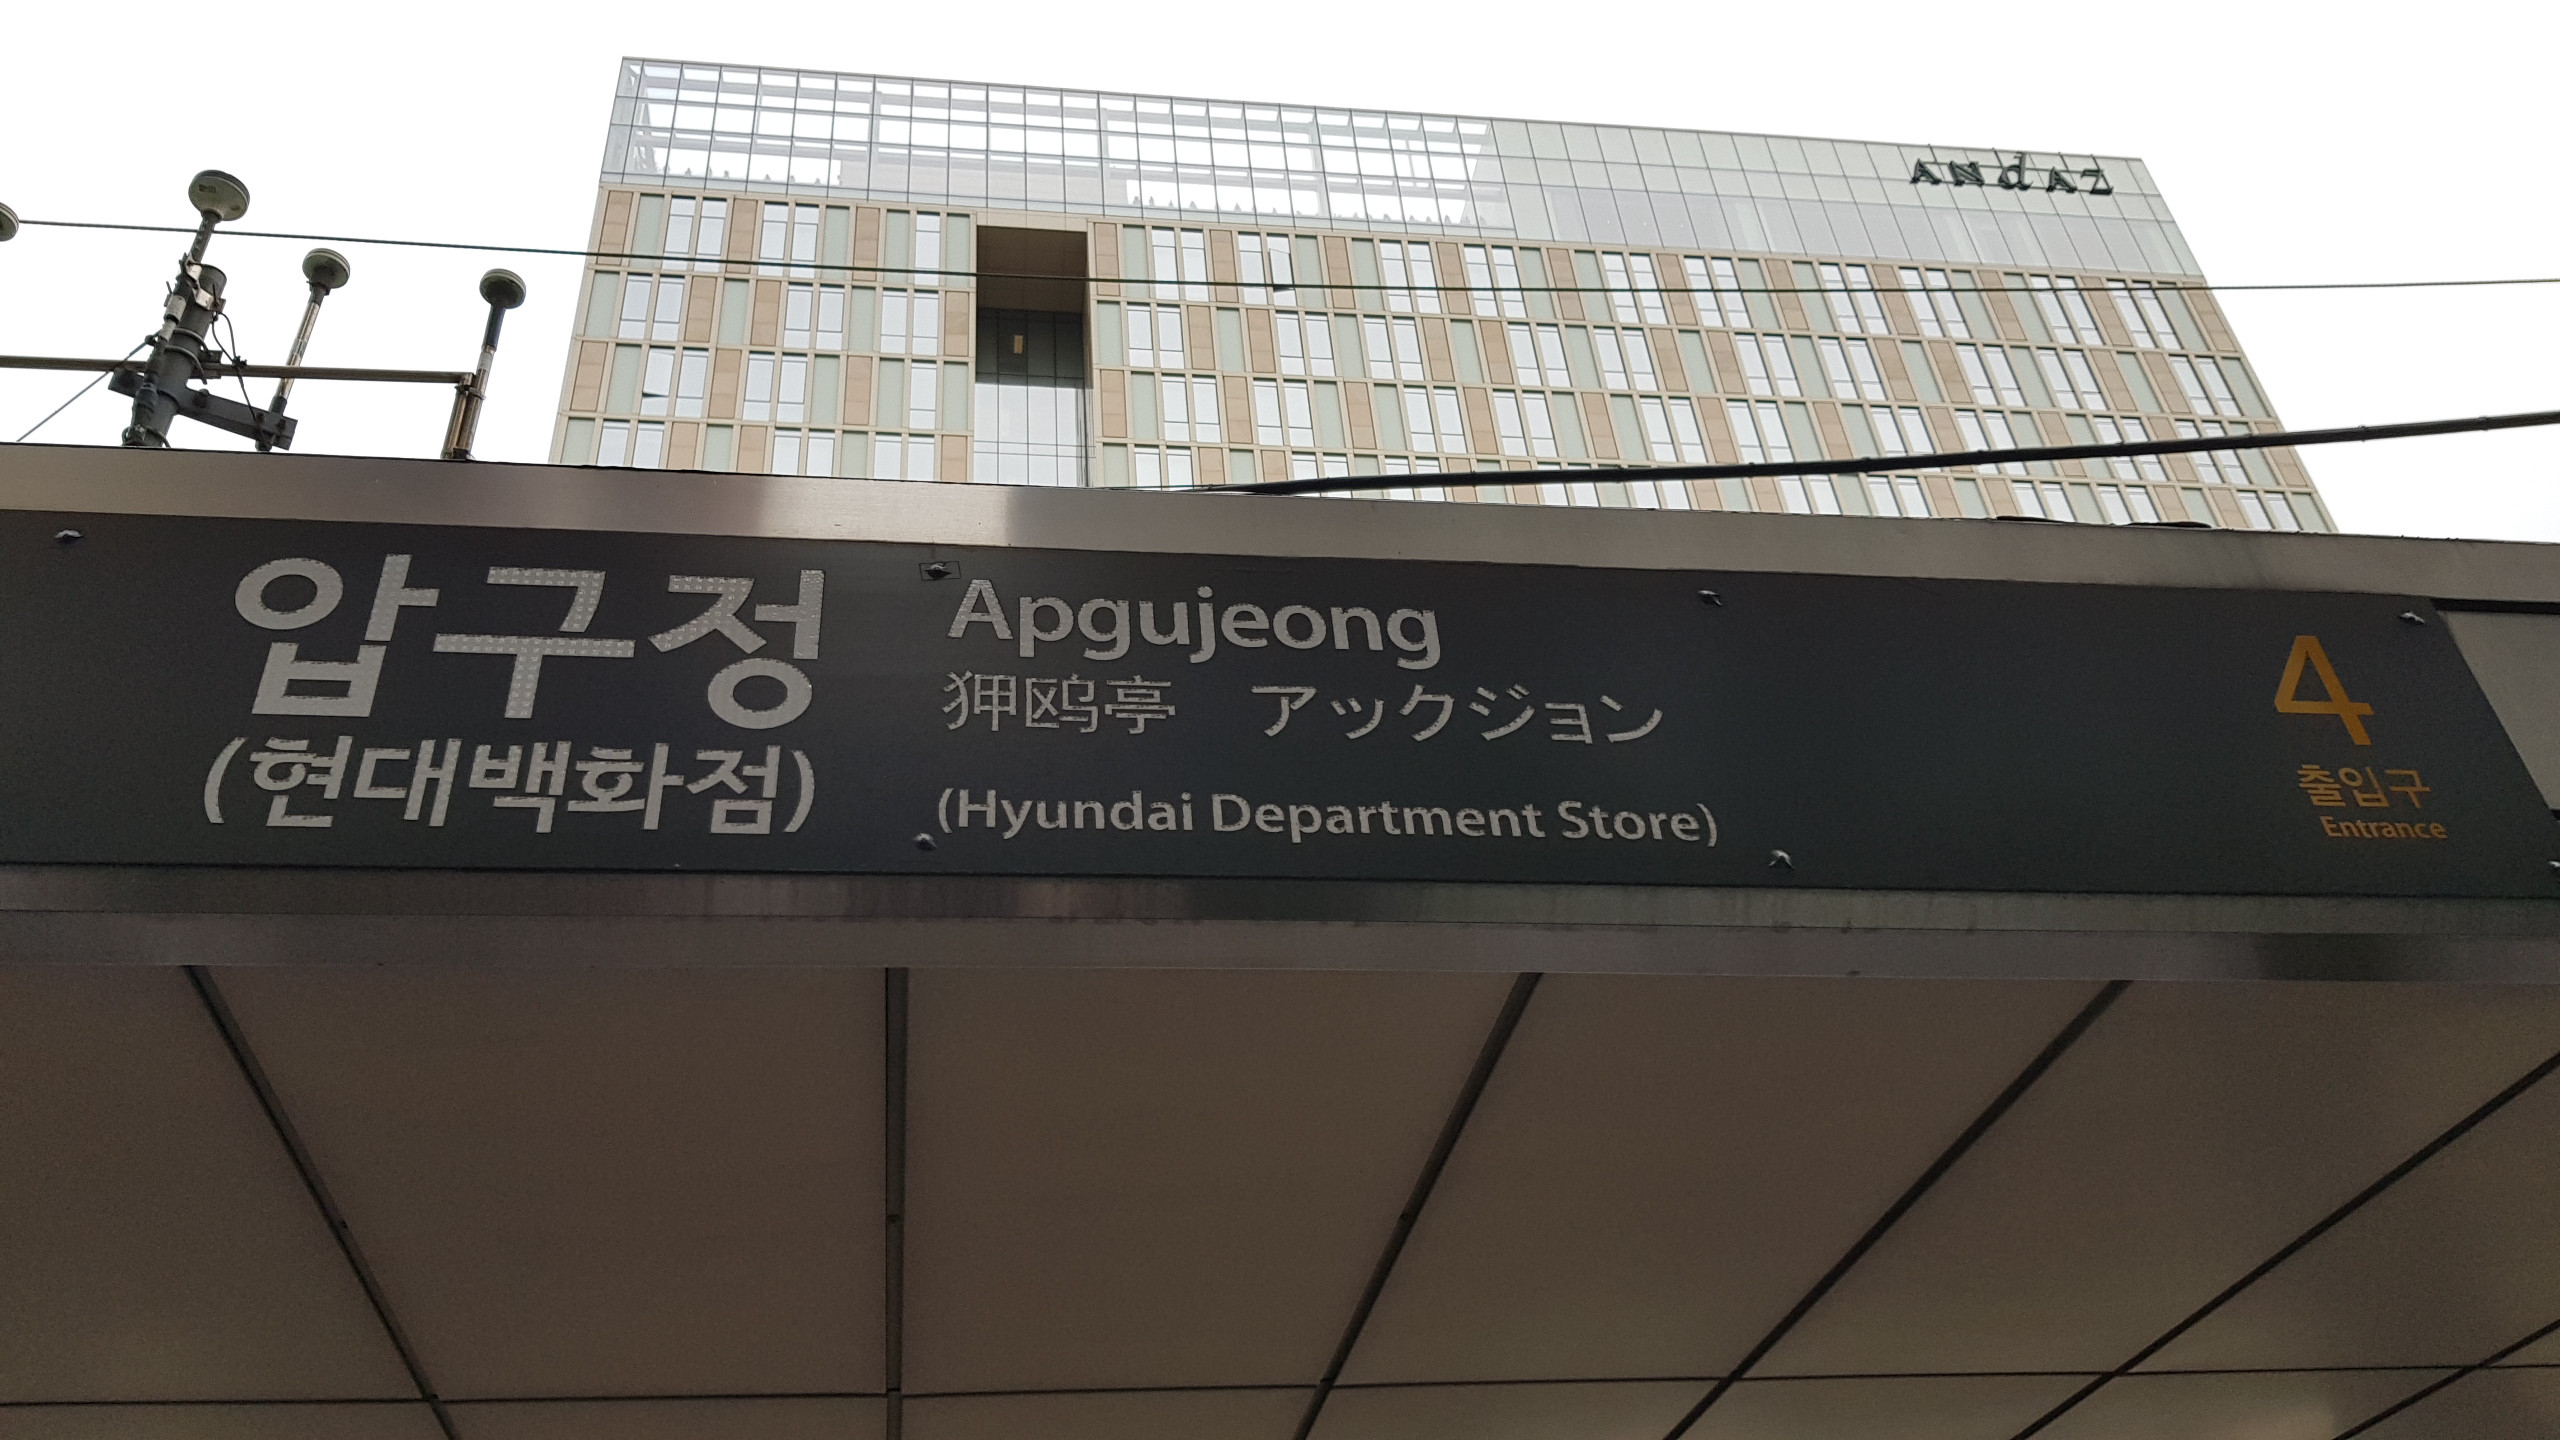 ANdAZ
압구정
(현대백화점)
Apgujeong
狎鸥亭 アックジョン
(Hyundai Department Store)
4
출입구
Entrance